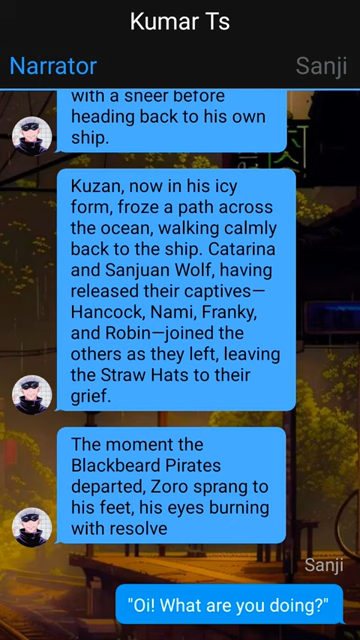 Kumar Ts
Narrator
Sanji
with a sneer before
heading back to his own
ship.
Kuzan, now in his icy
form, froze a path across
the ocean, walking calmly
back to the ship. Catarina
and Sanjuan Wolf, having
released their captives—
Hancock, Nami, Franky,
and Robin—joined the
others as they left, leaving
the Straw Hats to their
grief.
The moment the
Blackbeard Pirates
departed, Zoro sprang to
his feet, his eyes burning
with resolve
Sanji
"Oi! What are you doing?"